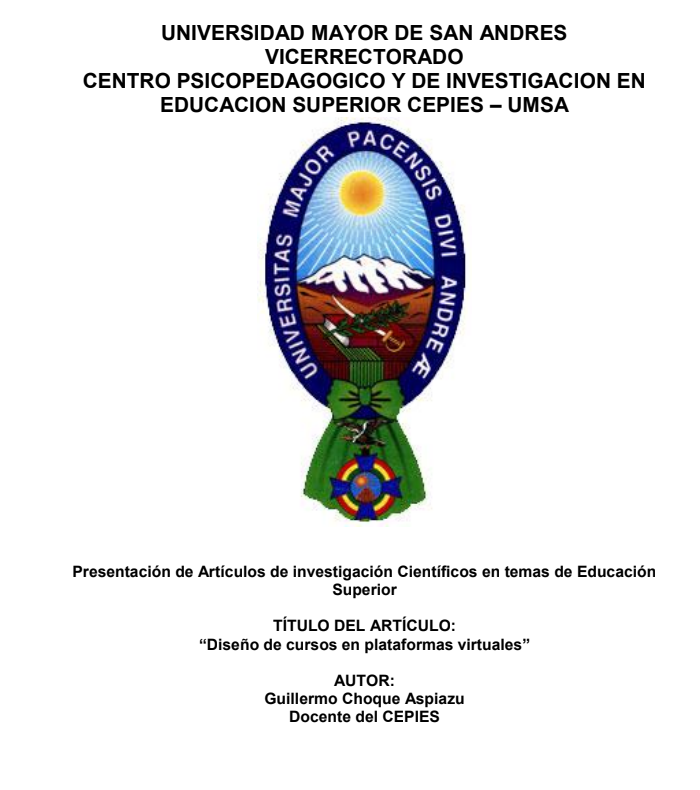 UNIVERSIDAD MAYOR DE SAN ANDRES
VICERRECTORADO
CENTRO PSICOPEDAGOGICO Y DE INVESTIGACION EN
EDUCACION SUPERIOR CEPIES – UMSA
UNIVERSITAS MAJOR PACENSIS DIVI ANDREÆ
Presentación de Artículos de investigación Científicos en temas de Educación
Superior
TÍTULO DEL ARTÍCULO:
“Diseño de cursos en plataformas virtuales”
AUTOR:
Guillermo Choque Aspiazu
Docente del CEPIES